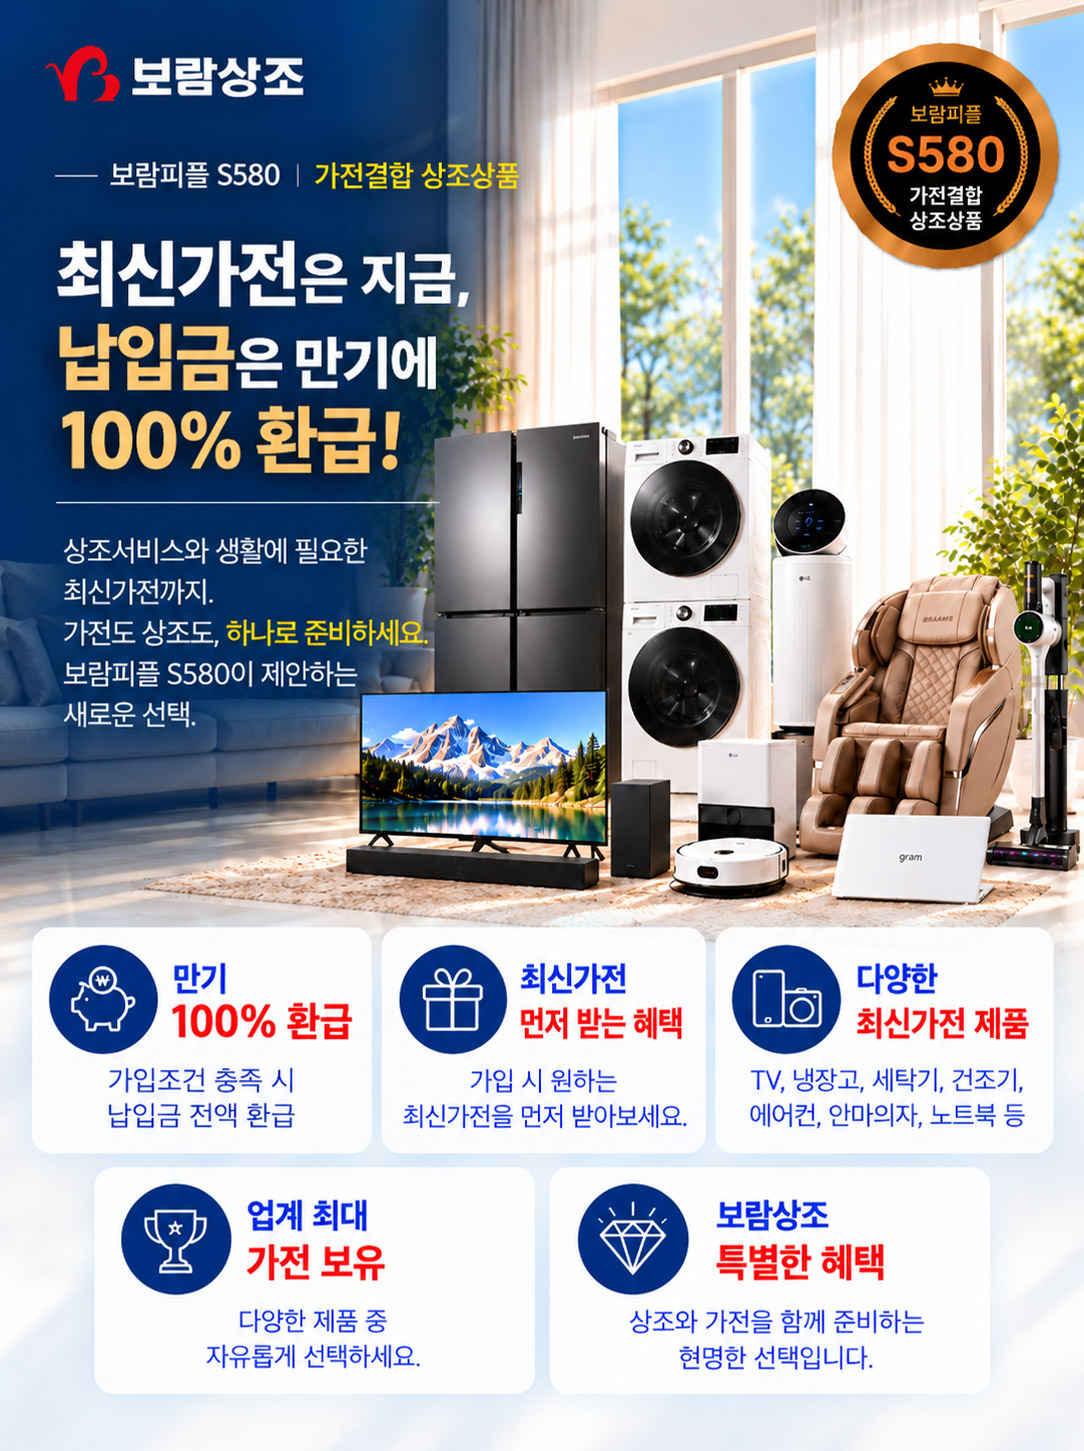 보람상조
보람피플 S580 | 가전결합 상조상품
보람피플
S580
가전결합
상조상품
최신가전은 지금,
납입금은 만기에
100% 환급!
상조서비스와 생활에 필요한
최신가전까지.
가전도 상조도, 하나로 준비하세요.
보람피플 S580이 제안하는
새로운 선택.
SAMSUNG
LG
BRAAMS
LG
gram
만기
100% 환급
가입조건 충족 시
납입금 전액 환급
최신가전
먼저 받는 혜택
가입 시 원하는
최신가전을 먼저 받아보세요.
다양한
최신가전 제품
TV, 냉장고, 세탁기, 건조기,
에어컨, 안마의자, 노트북 등
업계 최대
가전 보유
다양한 제품 중
자유롭게 선택하세요.
보람상조
특별한 혜택
상조와 가전을 함께 준비하는
현명한 선택입니다.